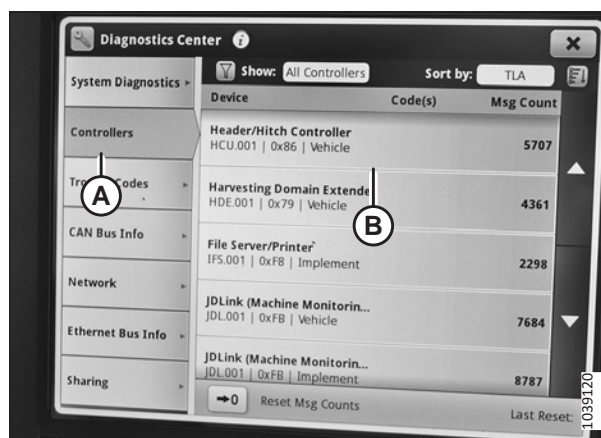 Diagnostics Center
System Diagnostics
Show: All Controllers Sort by: TLA
Device Code(s) Msg Count
Controllers
Header/Hitch Controller
HCU.001 | 0x86 | Vehicle 5707
A
Codes
Harvesting Domain
HDE.001 | 0x79 | Vehicle 4361
B
CAN Bus Info
File Server/Printer
IFS.001 | 0xF8 | Implement 2298
Network
JDLink (Machine Monitorin...
JDL.001 | 0xFB | Vehicle 7684
Ethernet Bus Info
JDLink (Machine Monitorin...
JDL.001 | 0xFB | Implement 8787
Sharing
→0 Reset Msg Counts Last Reset:
1039120